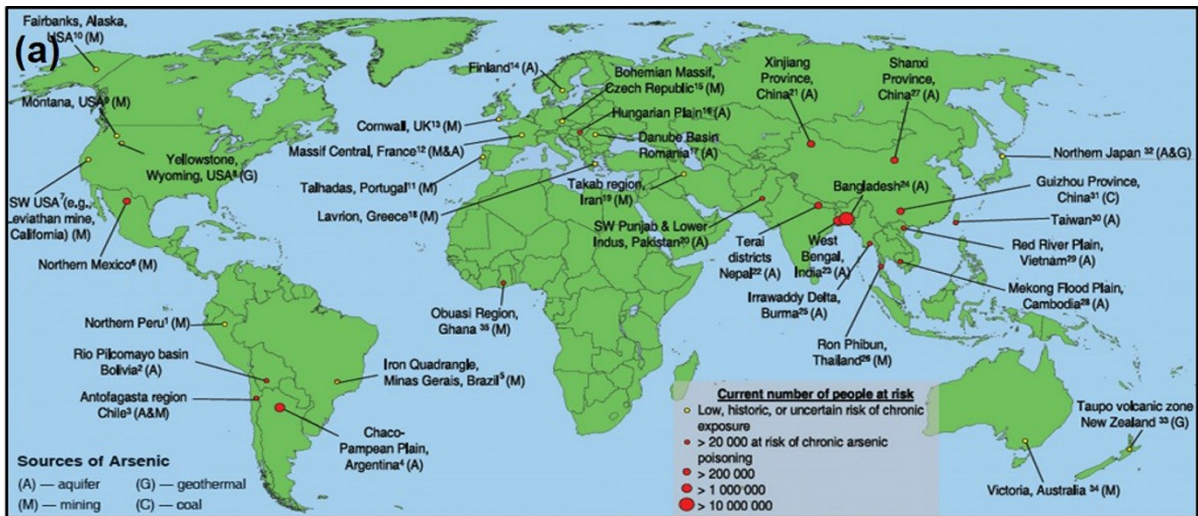 (a)
Fairbanks, Alaska,
USA¹⁰ (M)
Montana, USA⁹ (M)
Yellowstone,
Wyoming, USA⁸ (G)
SW USA⁷(e.g.,
Leviathan mine,
California) (M)
Northern Mexico⁶ (M)
Northern Peru¹ (M)
Rio Pilcomayo basin
Bolivia² (A)
Antofagasta region
Chile³ (A&M)
Chaco-
Pampean Plain,
Argentina⁴ (A)
Iron Quadrangle,
Minas Gerais, Brazil⁵ (M)
Finland¹⁴ (A)
Bohemian Massif,
Czech Republic¹⁵ (M)
Hungarian Plain¹⁶ (A)
Cornwall, UK¹³ (M)
Danube Basin
Romania¹⁷ (A)
Massif Central, France¹² (M&A)
Talhadas, Portugal¹¹ (M)
Lavrion, Greece¹⁸ (M)
Takab region,
Iran¹⁹ (M)
SW Punjab & Lower
Indus, Pakistan²⁰ (A)
Obuasi Region,
Ghana ³⁵ (M)
Xinjiang
Province,
China²¹ (A)
Shanxi
Province,
China²⁷ (A)
Northern Japan ³² (A&G)
Bangladesh²⁴ (A)
Guizhou Province,
China³¹ (C)
Taiwan³⁰ (A)
Terai
districts
Nepal²² (A)
West
Bengal,
India²³ (A)
Red River Plain,
Vietnam²⁹ (A)
Mekong Flood Plain,
Cambodia²⁸ (A)
Irrawaddy Delta,
Burma²⁵ (A)
Ron Phibun,
Thailand²⁶ (M)
Taupo volcanic zone
New Zealand ³³ (G)
Victoria, Australia ³⁴ (M)
Current number of people at risk
Low, historic, or uncertain risk of chronic
exposure
> 20 000 at risk of chronic arsenic
poisoning
> 200 000
> 1 000 000
> 10 000 000
Sources of Arsenic
(A) — aquifer (G) — geothermal
(M) — mining (C) — coal